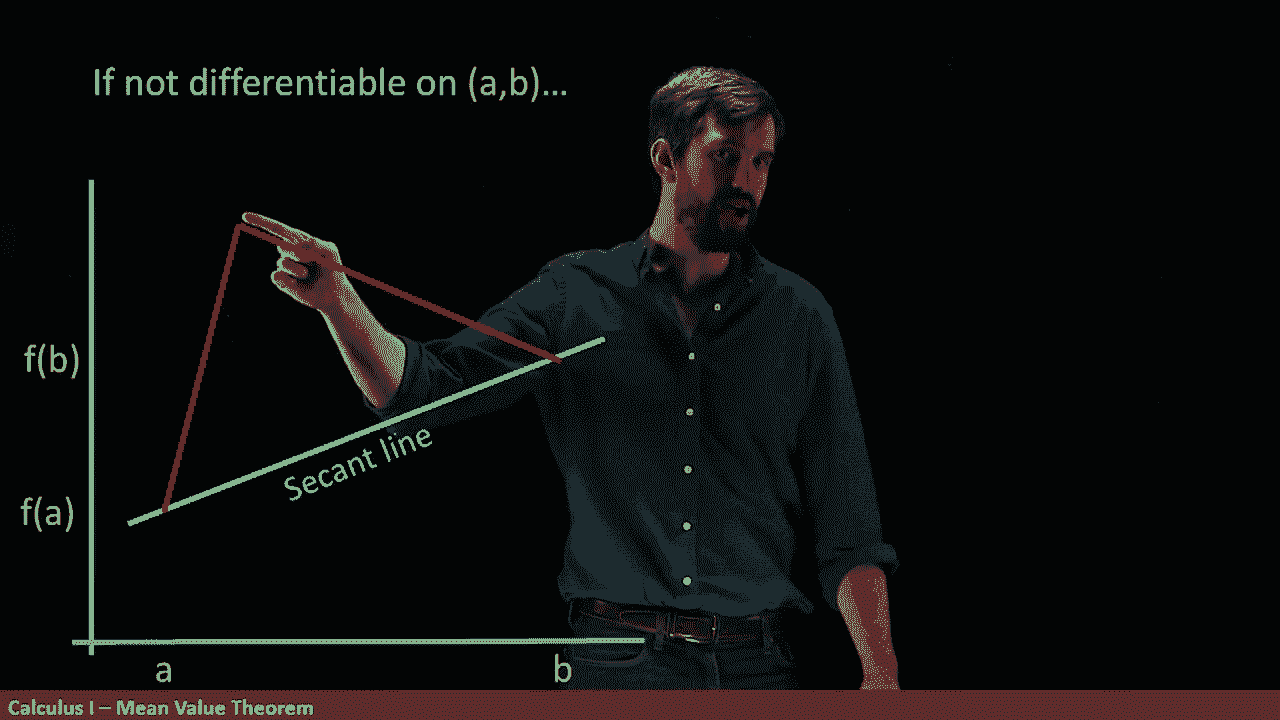 If not differentiable on (a,b)...
f(b)
Secant line
f(a)
a
b
Calculus I – Mean Value Theorem